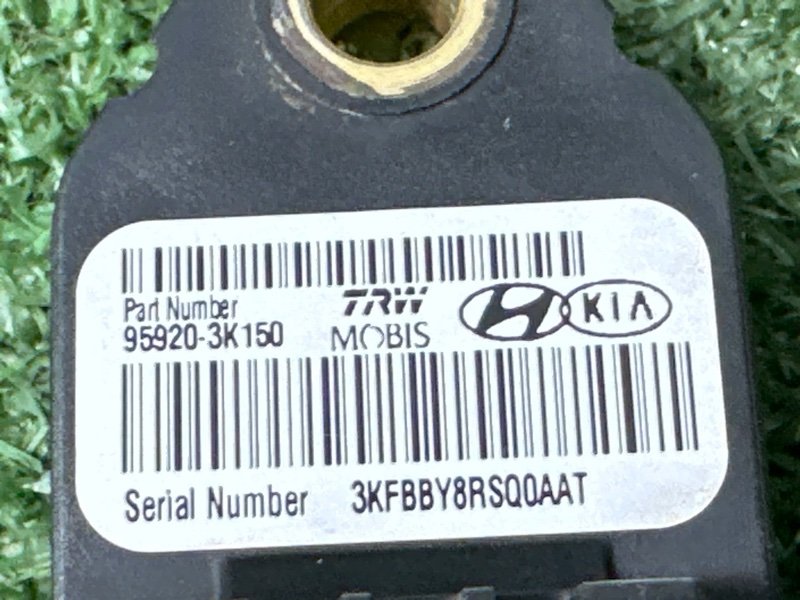 Part Number TRW KIA
95920-3K150 MOBIS
Serial Number 3KFBBY8RSQ0AAT